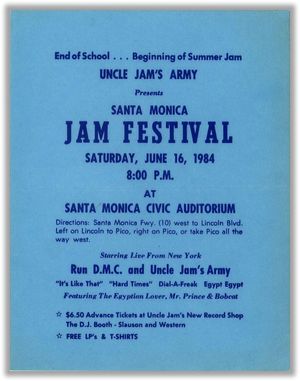 End of School . . . Beginning of Summer Jam
UNCLE JAM'S ARMY
Presents
SANTA MONICA
JAM FESTIVAL
SATURDAY, JUNE 16, 1984
8:00 P.M.
AT
SANTA MONICA CIVIC AUDITORIUM
Directions: Santa Monica Fwy. (10) west to Lincoln Blvd.
Left on Lincoln to Pico, right on Pico, or take Pico all the
way west.
Starring Live From New York
Run D.M.C. and Uncle Jam's Army
"It's Like That" "Hard Times" Dial-A-Freak Egypt Egypt
Featuring The Egyptian Lover, Mr. Prince & Bobcat
☆ $6.50 Advance Tickets at Uncle Jam's New Record Shop
The D.J. Booth - Slauson and Western
☆ FREE LP's & T-SHIRTS